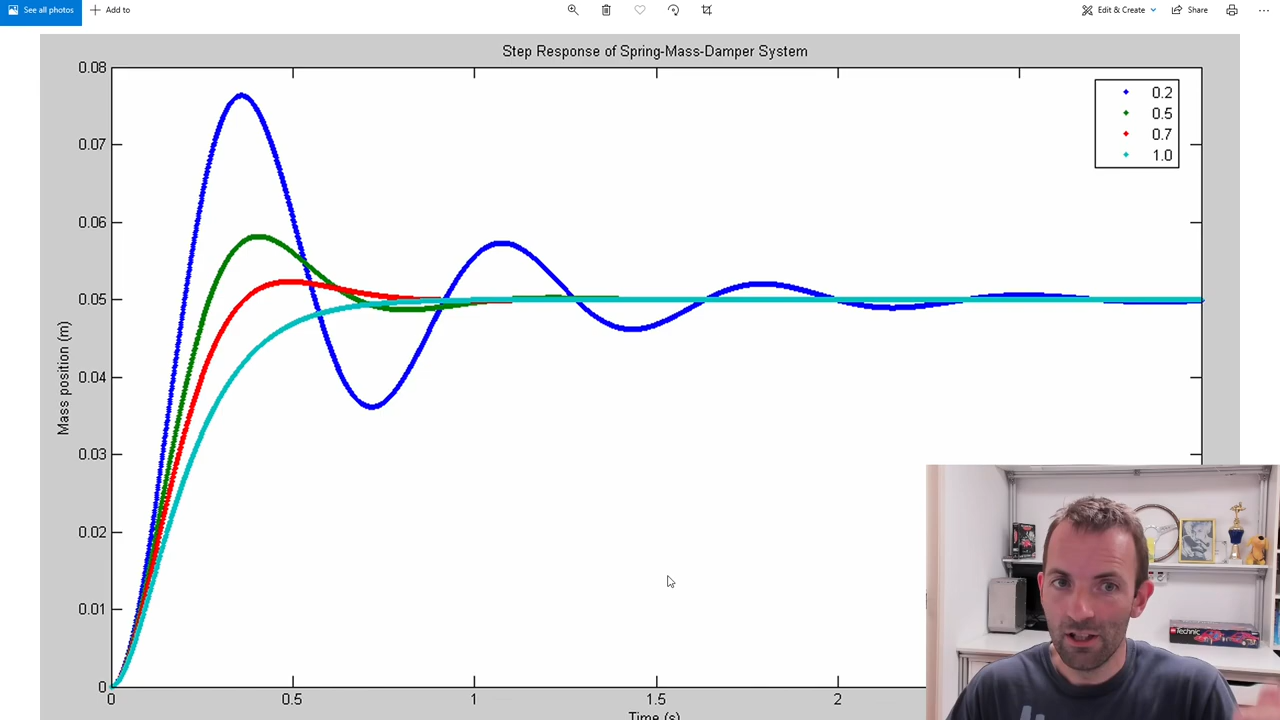 See all photos
Add to
Edit & Create
Share
Step Response of Spring-Mass-Damper System
0.08
0.07
0.06
0.05
0.04
0.03
0.02
0.01
0
Mass position (m)
0.2
0.5
0.7
1.0
0
0.5
1
1.5
2
Time (s)
Technic